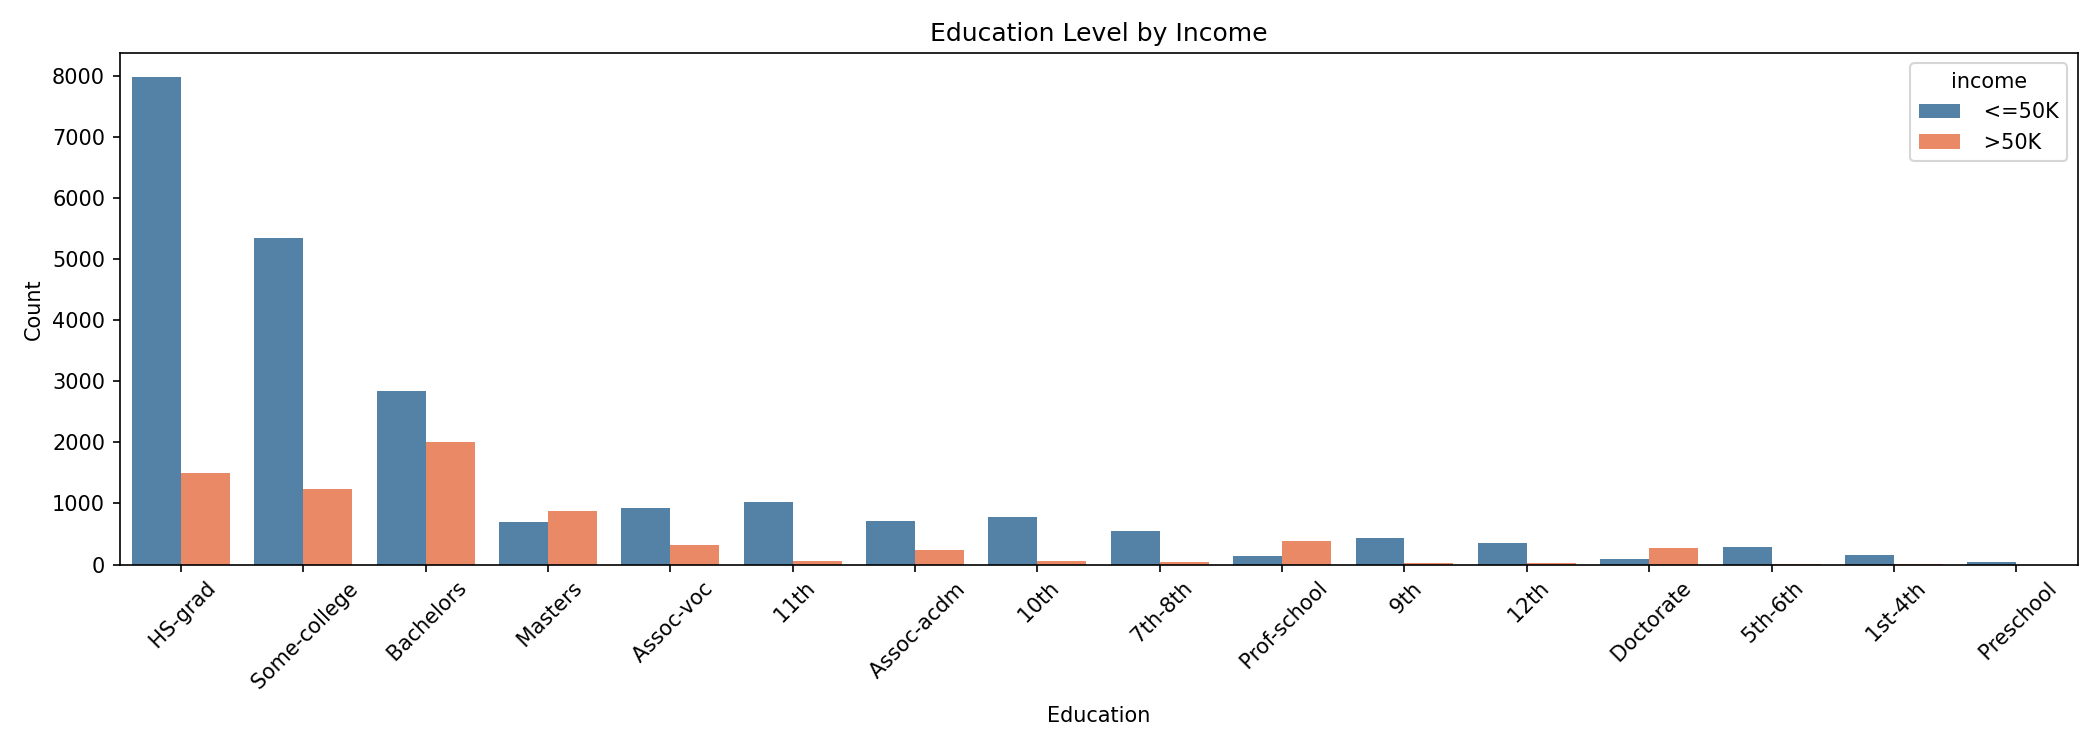 Education Level by Income
income
<=50K
>50K
Count
8000
7000
6000
5000
4000
3000
2000
1000
0
HS-grad
Some-college
Bachelors
Masters
Assoc-voc
11th
Assoc-acdm
10th
7th-8th
Prof-school
9th
12th
Doctorate
5th-6th
1st-4th
Preschool
Education